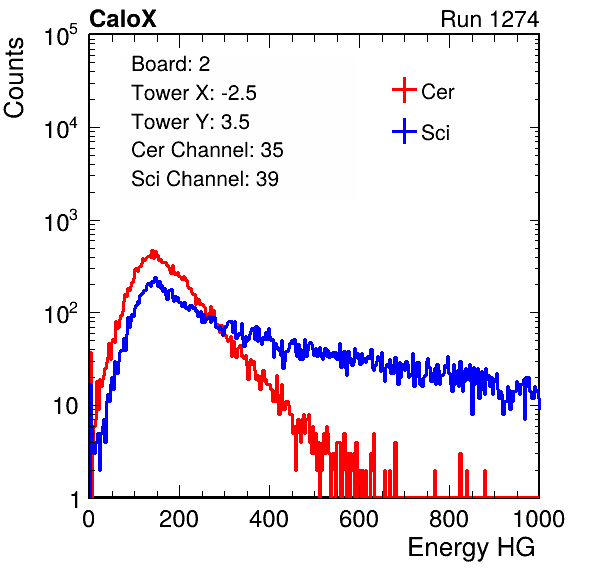 CaloX Run 1274
Counts
Board: 2
Tower X: -2.5
Tower Y: 3.5
Cer Channel: 35
Sci Channel: 39
Cer
Sci
10^5
10^4
10^3
10^2
10
1
0 200 400 600 800 1000
Energy HG